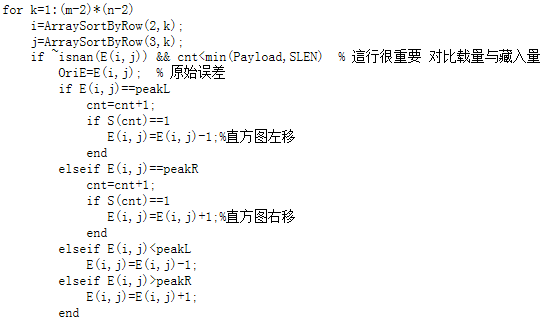 for k=1:(m-2)*(n-2)
i=ArraySortByRow(2,k);
j=ArraySortByRow(3,k);
if ~isnan(E(i,j)) && cnt<min(Payload,SLEN) % 這行很重要 对比载量与藏入量
OriE=E(i,j); % 原始误差
if E(i,j)==peakL
cnt=cnt+1;
if S(cnt)==1
E(i,j)=E(i,j)-1;%直方图左移
end
elseif E(i,j)==peakR
cnt=cnt+1;
if S(cnt)==1
E(i,j)=E(i,j)+1;%直方图右移
end
elseif E(i,j)<peakL
E(i,j)=E(i,j)-1;
elseif E(i,j)>peakR
E(i,j)=E(i,j)+1;
end